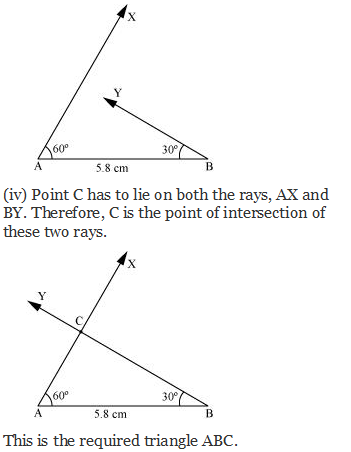 X
Y
60° 30°
A 5.8 cm B
(iv) Point C has to lie on both the rays, AX and
BY. Therefore, C is the point of intersection of
these two rays.
X
Y
C
60° 30°
A 5.8 cm B
This is the required triangle ABC.